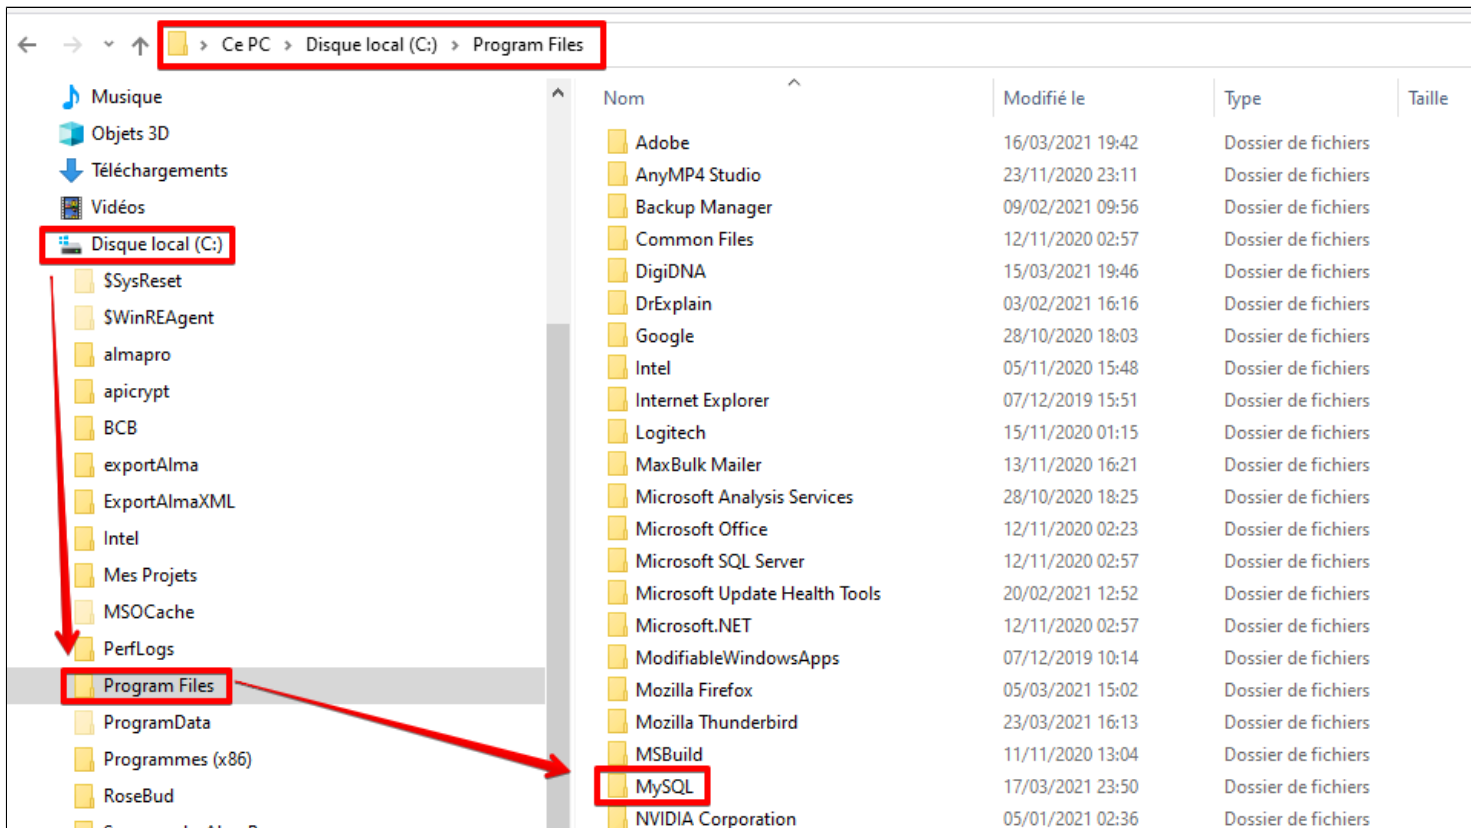 Ce PC > Disque local (C:) > Program Files
Musique
Objets 3D
Téléchargements
Vidéos
Disque local (C:)
$SysReset
$WinREAgent
almapro
apicrypt
BCB
exportAlma
ExportAlmaXML
Intel
Mes Projets
MSOCache
PerfLogs
Program Files
ProgramData
Programmes (x86)
RoseBud
Nom Modifié le Type Taille
Adobe 16/03/2021 19:42 Dossier de fichiers
AnyMP4 Studio 23/11/2020 23:11 Dossier de fichiers
Backup Manager 09/02/2021 09:56 Dossier de fichiers
Common Files 12/11/2020 02:57 Dossier de fichiers
DigiDNA 15/03/2021 19:46 Dossier de fichiers
DrExplain 03/02/2021 16:16 Dossier de fichiers
Google 28/10/2020 18:03 Dossier de fichiers
Intel 05/11/2020 15:48 Dossier de fichiers
Internet Explorer 07/12/2019 15:51 Dossier de fichiers
Logitech 15/11/2020 01:15 Dossier de fichiers
MaxBulk Mailer 13/11/2020 16:21 Dossier de fichiers
Microsoft Analysis Services 28/10/2020 18:25 Dossier de fichiers
Microsoft Office 12/11/2020 02:23 Dossier de fichiers
Microsoft SQL Server 12/11/2020 02:57 Dossier de fichiers
Microsoft Update Health Tools 20/02/2021 12:52 Dossier de fichiers
Microsoft.NET 12/11/2020 02:57 Dossier de fichiers
ModifiableWindowsApps 07/12/2019 10:14 Dossier de fichiers
Mozilla Firefox 05/03/2021 15:02 Dossier de fichiers
Mozilla Thunderbird 23/03/2021 16:13 Dossier de fichiers
MSBuild 11/11/2020 13:04 Dossier de fichiers
MySQL 17/03/2021 23:50 Dossier de fichiers
NVIDIA Corporation 05/01/2021 02:36 Dossier de fichiers